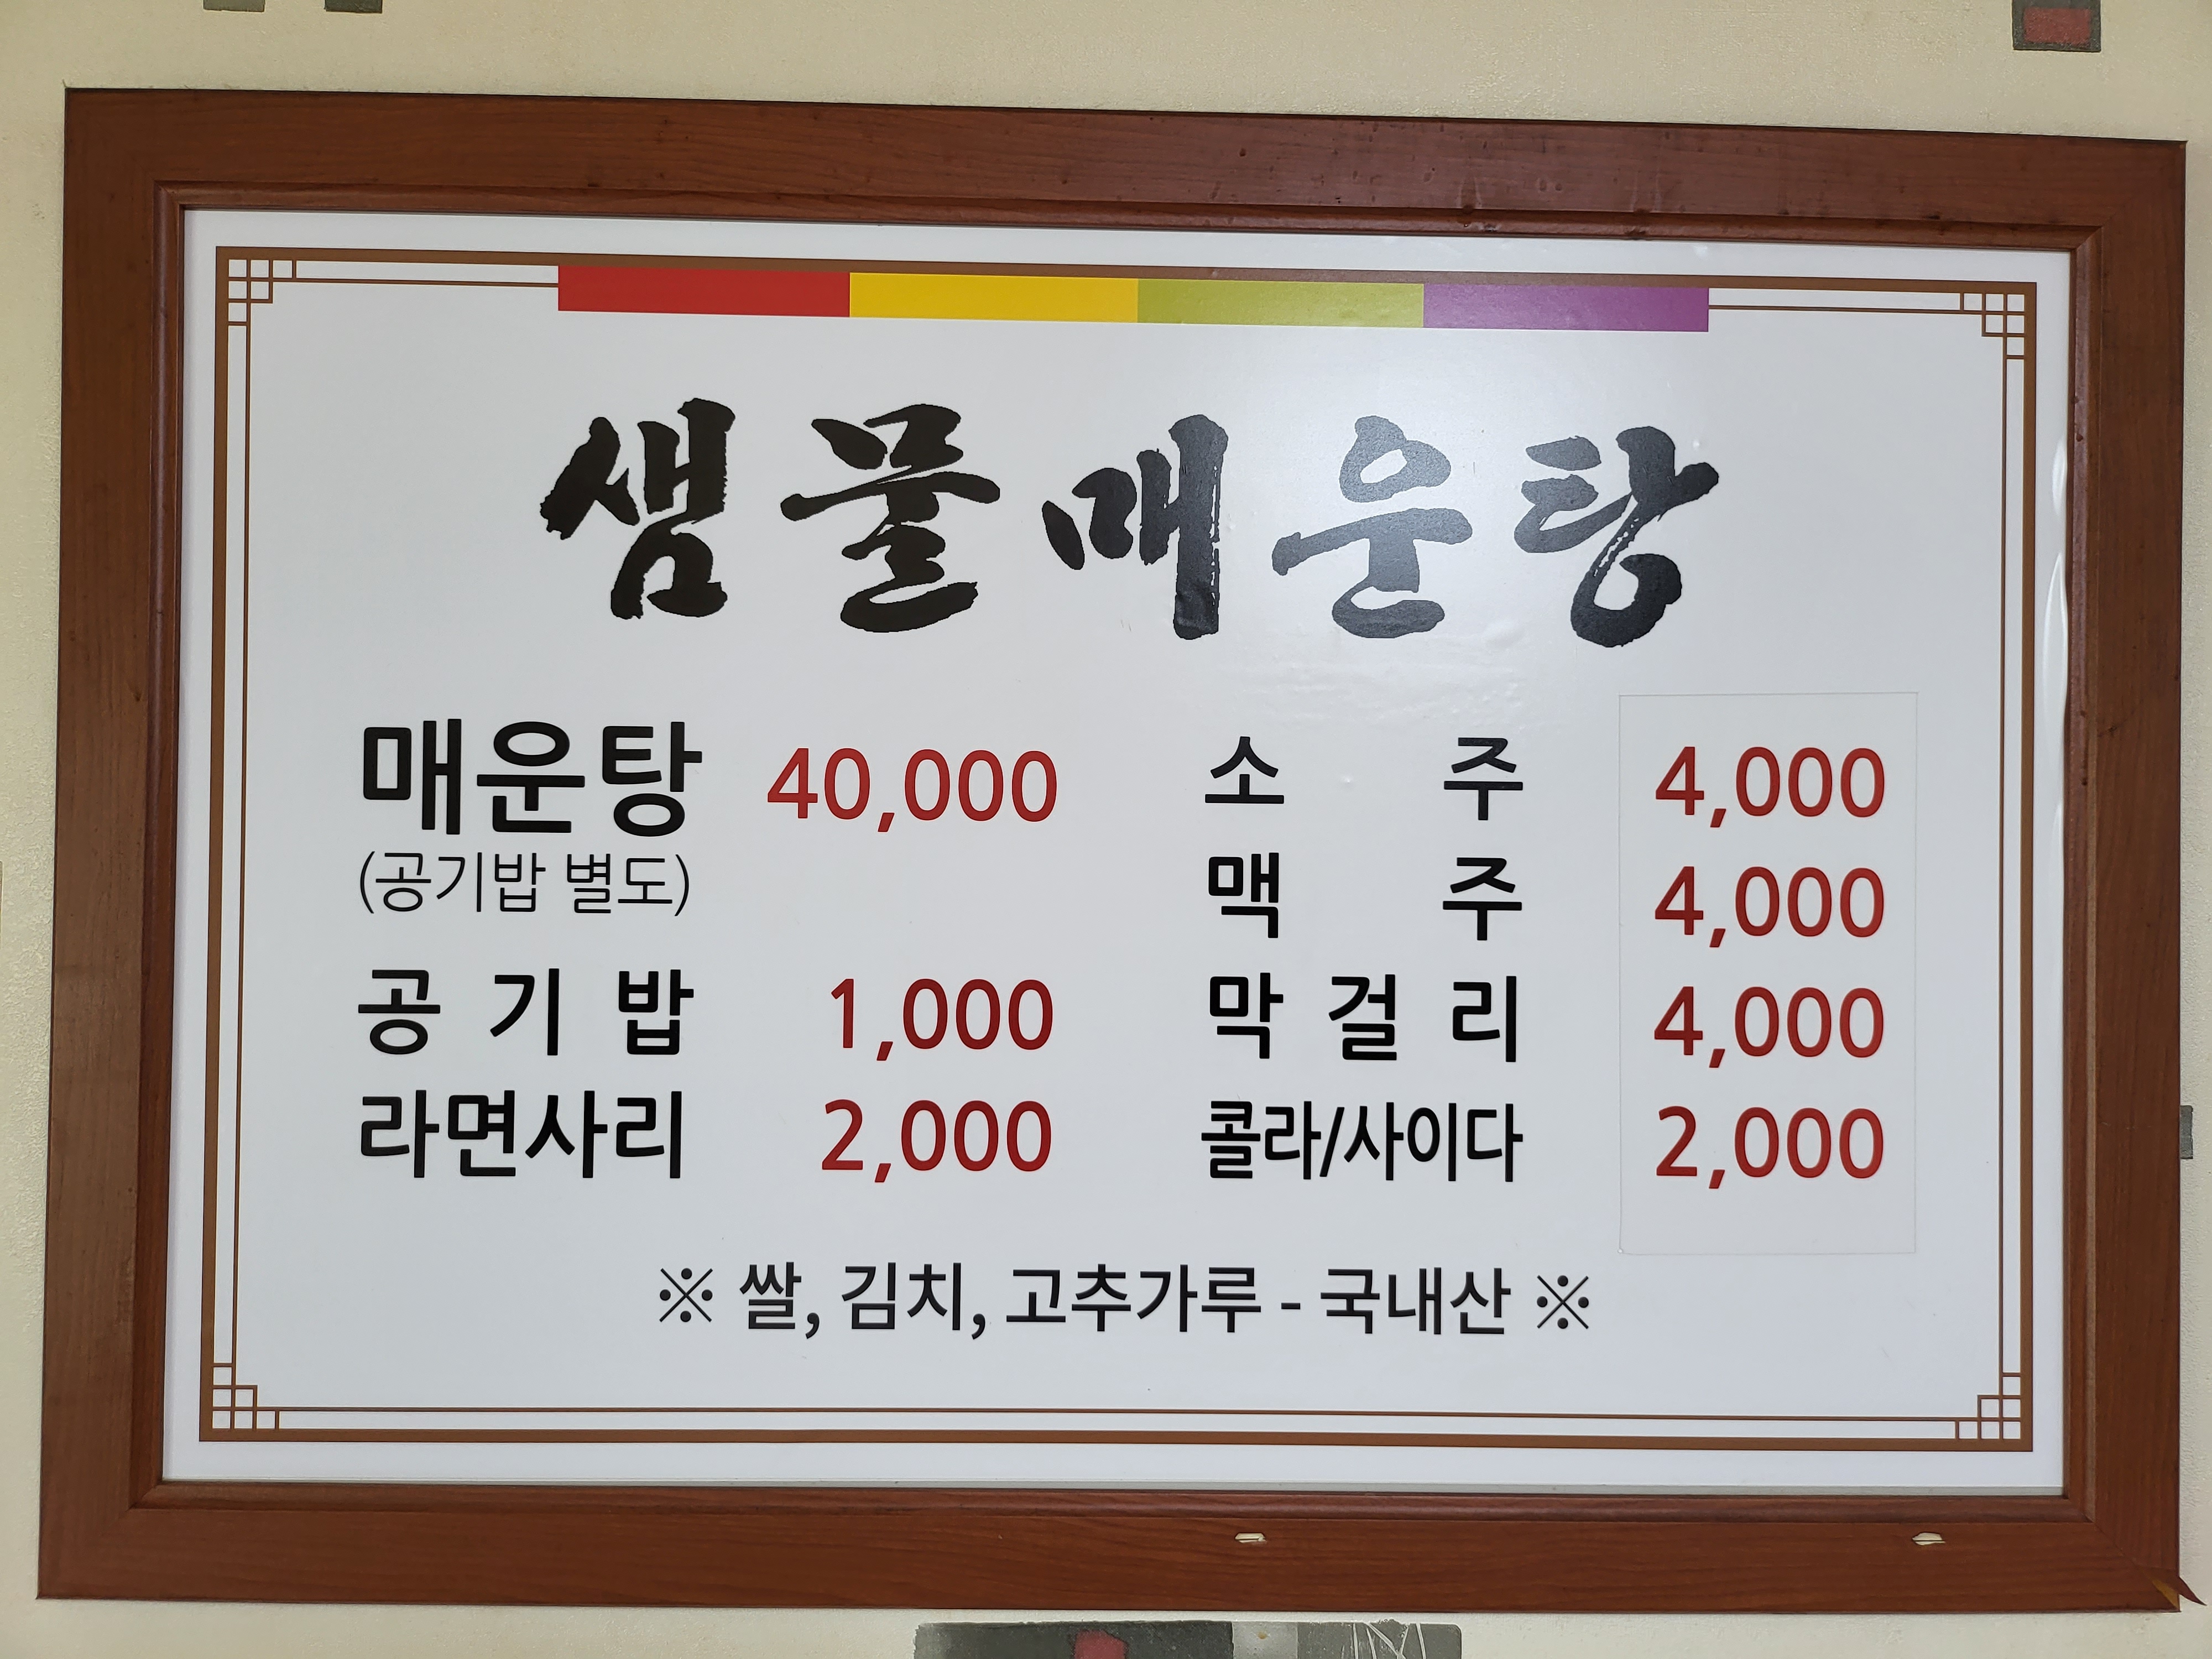 샘물매운탕
매운탕 40,000
(공기밥 별도)
공기밥 1,000
라면사리 2,000
소주 4,000
맥주 4,000
막걸리 4,000
콜라/사이다 2,000
※ 쌀, 김치, 고추가루 - 국내산 ※